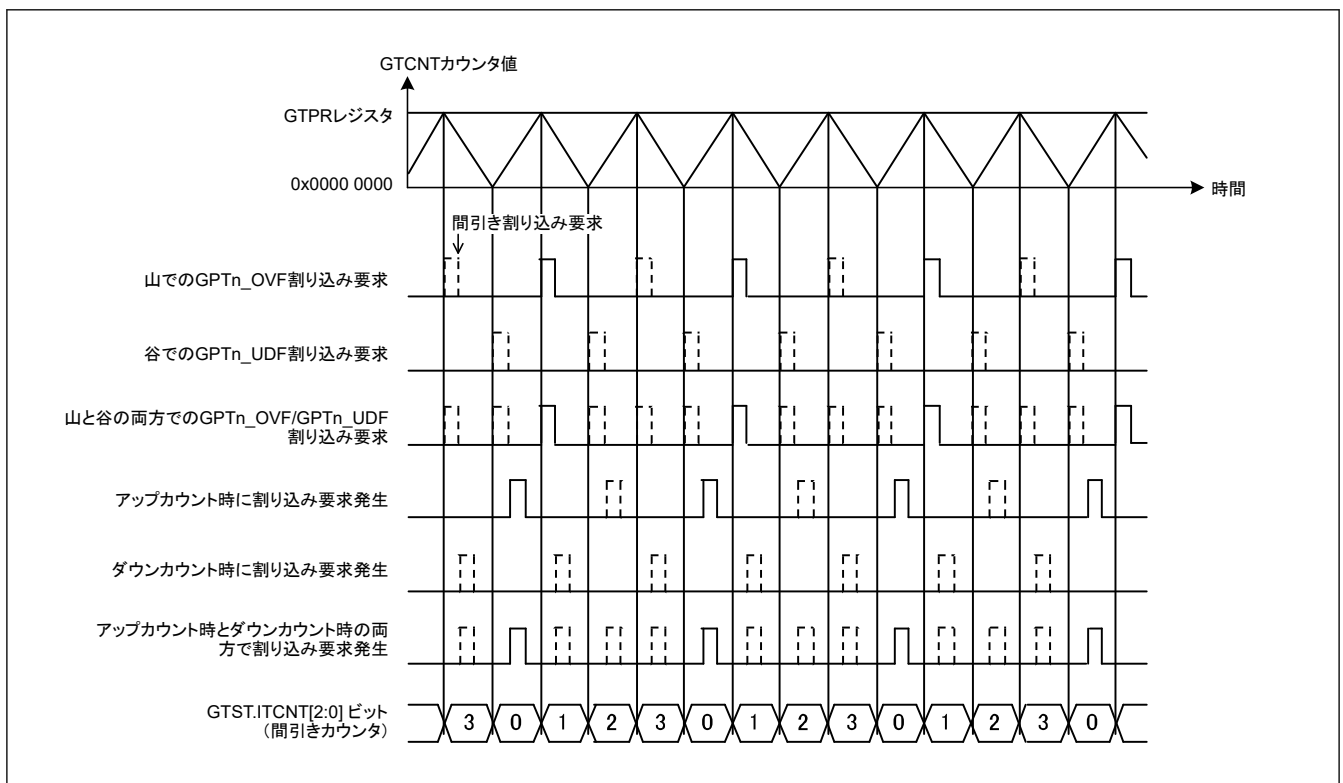 GTCNTカウンタ値
GTPRレジスタ
0x0000 0000
時間
間引き割り込み要求
山でのGPTn_OVF割り込み要求
谷でのGPTn_UDF割り込み要求
山と谷の両方でのGPTn_OVF/GPTn_UDF
割り込み要求
アップカウント時に割り込み要求発生
ダウンカウント時に割り込み要求発生
アップカウント時とダウンカウント時の両
方で割り込み要求発生
GTST.ITCNT[2:0] ビット
（間引きカウンタ）
3 0 1 2 3 0 1 2 3 0 1 2 3 0